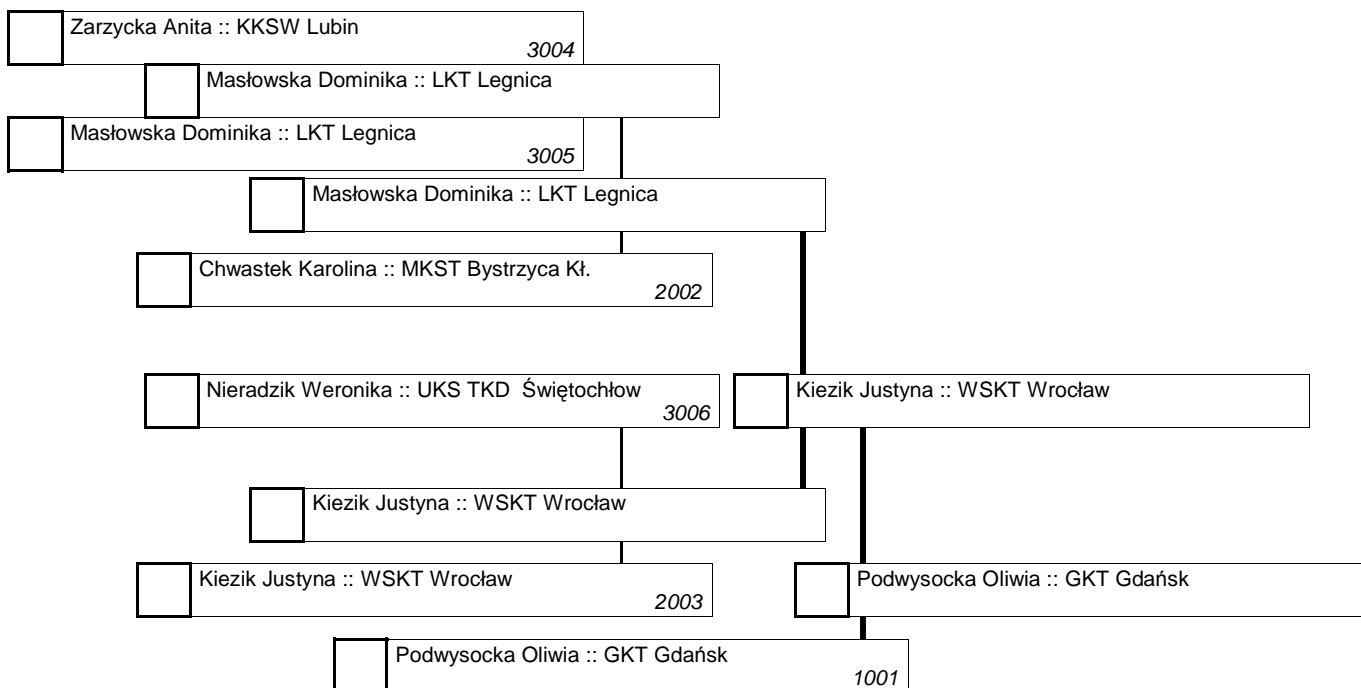 Zarzycka Anita :: KKSW Lubin
3004
Masłowska Dominika :: LKT Legnica
Masłowska Dominika :: LKT Legnica
3005
Masłowska Dominika :: LKT Legnica
Chwastek Karolina :: MKST Bystrzyca Kł.
2002
Nieradzik Weronika :: UKS TKD  Świętochłow
3006
Kiezik Justyna :: WSKT Wrocław
Kiezik Justyna :: WSKT Wrocław
Kiezik Justyna :: WSKT Wrocław
2003
Podwysocka Oliwia :: GKT Gdańsk
Podwysocka Oliwia :: GKT Gdańsk
1001